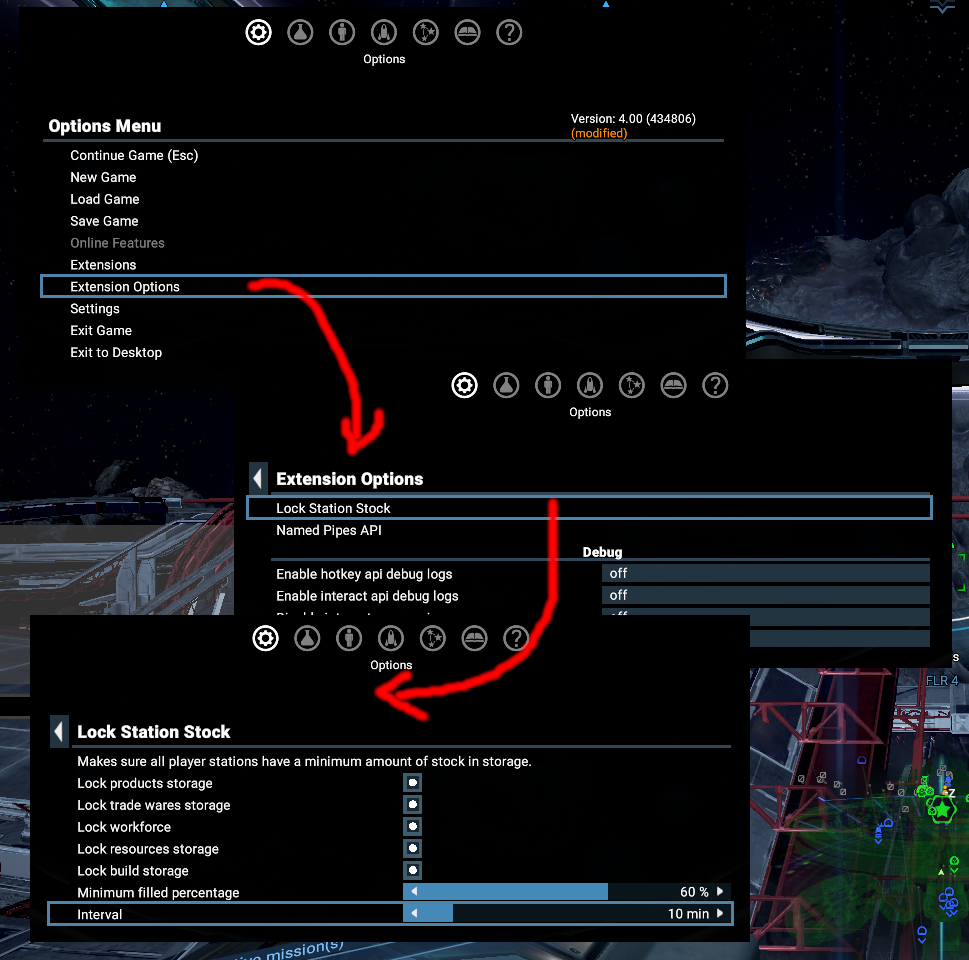 Options
Options Menu
Version: 4.00 (434806)
(modified)
Continue Game (Esc)
New Game
Load Game
Save Game
Online Features
Extensions
Extension Options
Settings
Exit Game
Exit to Desktop
Options
Extension Options
Lock Station Stock
Named Pipes API
Debug
Enable hotkey api debug logs off
Enable interact api debug logs off
off
FLR 4
Options
Lock Station Stock
Makes sure all player stations have a minimum amount of stock in storage.
Lock products storage
Lock trade wares storage
Lock workforce
Lock resources storage
Lock build storage
Minimum filled percentage 60 %
Interval 10 min
Z
mission(s)